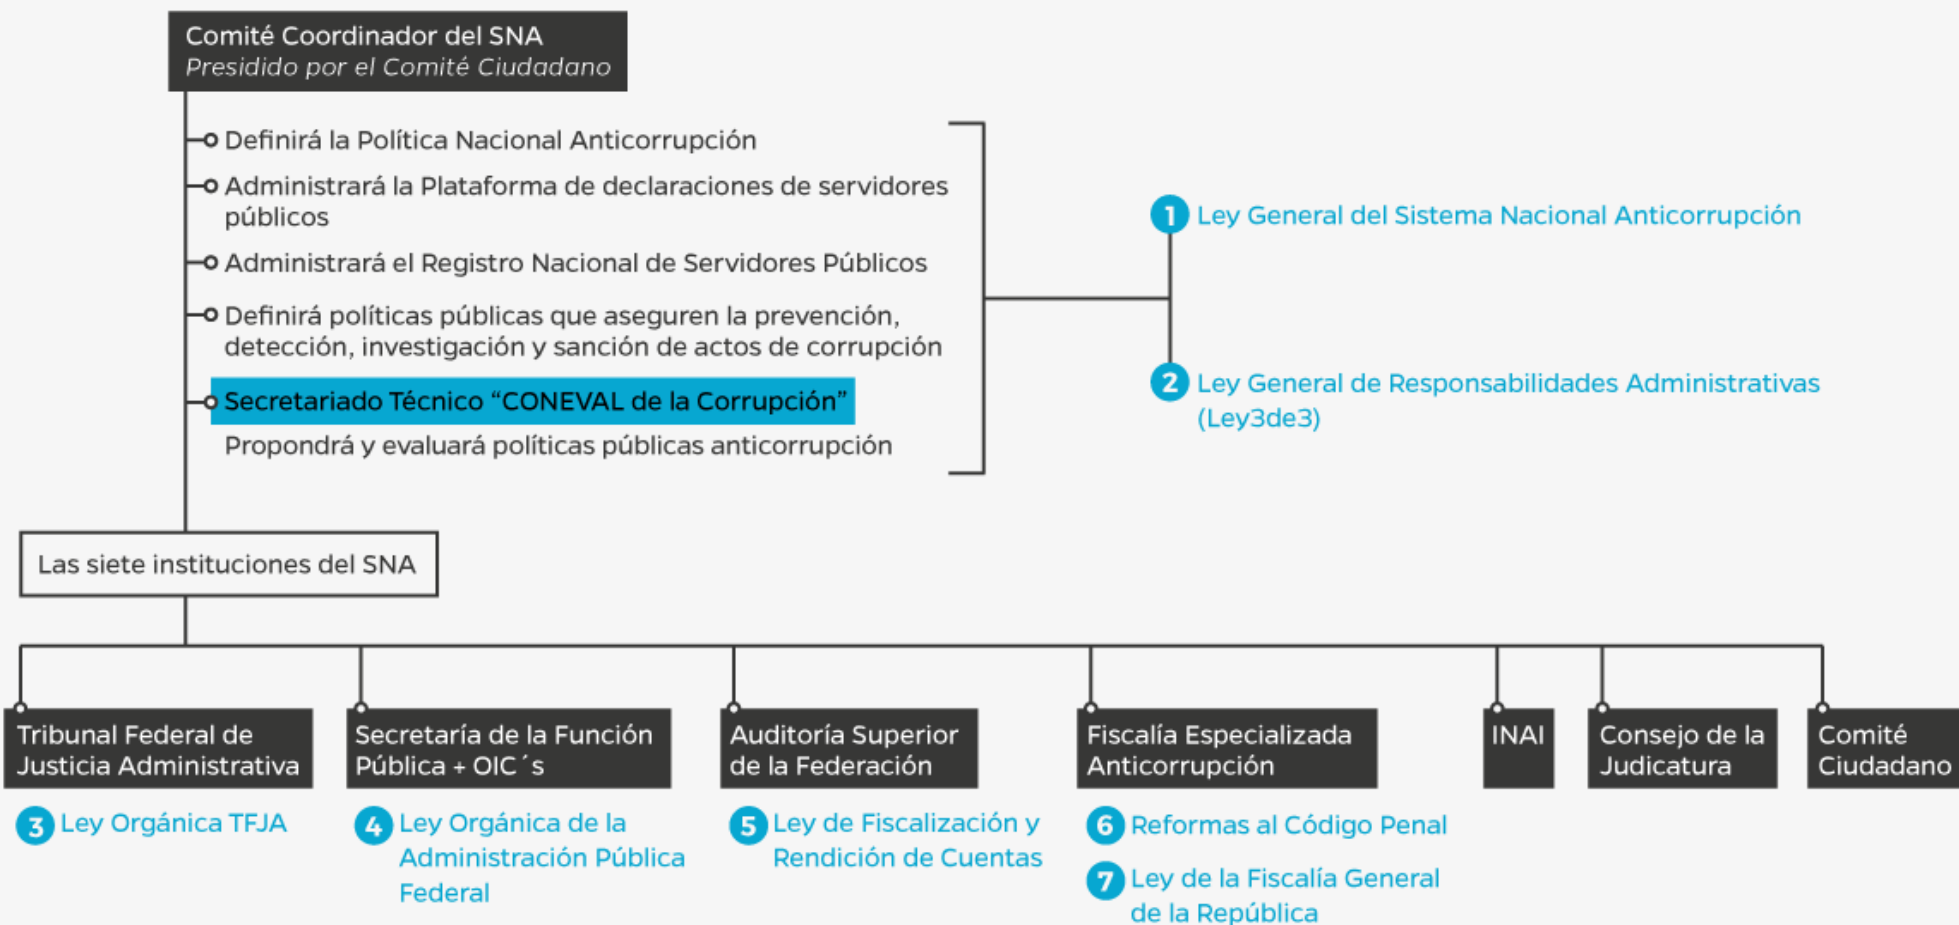 Comité Coordinador del SNA
Presidido por el Comité Ciudadano
Definirá la Política Nacional Anticorrupción
Administrará la Plataforma de declaraciones de servidores
públicos
Administrará el Registro Nacional de Servidores Públicos
Definirá políticas públicas que aseguren la prevención,
detección, investigación y sanción de actos de corrupción
Secretariado Técnico “CONEVAL de la Corrupción”
Propondrá y evaluará políticas públicas anticorrupción
1 Ley General del Sistema Nacional Anticorrupción
2 Ley General de Responsabilidades Administrativas
(Ley3de3)
Las siete instituciones del SNA
Tribunal Federal de
Justicia Administrativa
3 Ley Orgánica TFJA
Secretaría de la Función
Pública + OIC´s
4 Ley Orgánica de la
Administración Pública
Federal
Auditoría Superior
de la Federación
5 Ley de Fiscalización y
Rendición de Cuentas
Fiscalía Especializada
Anticorrupción
6 Reformas al Código Penal
7 Ley de la Fiscalía General
de la República
INAI
Consejo de la
Judicatura
Comité
Ciudadano